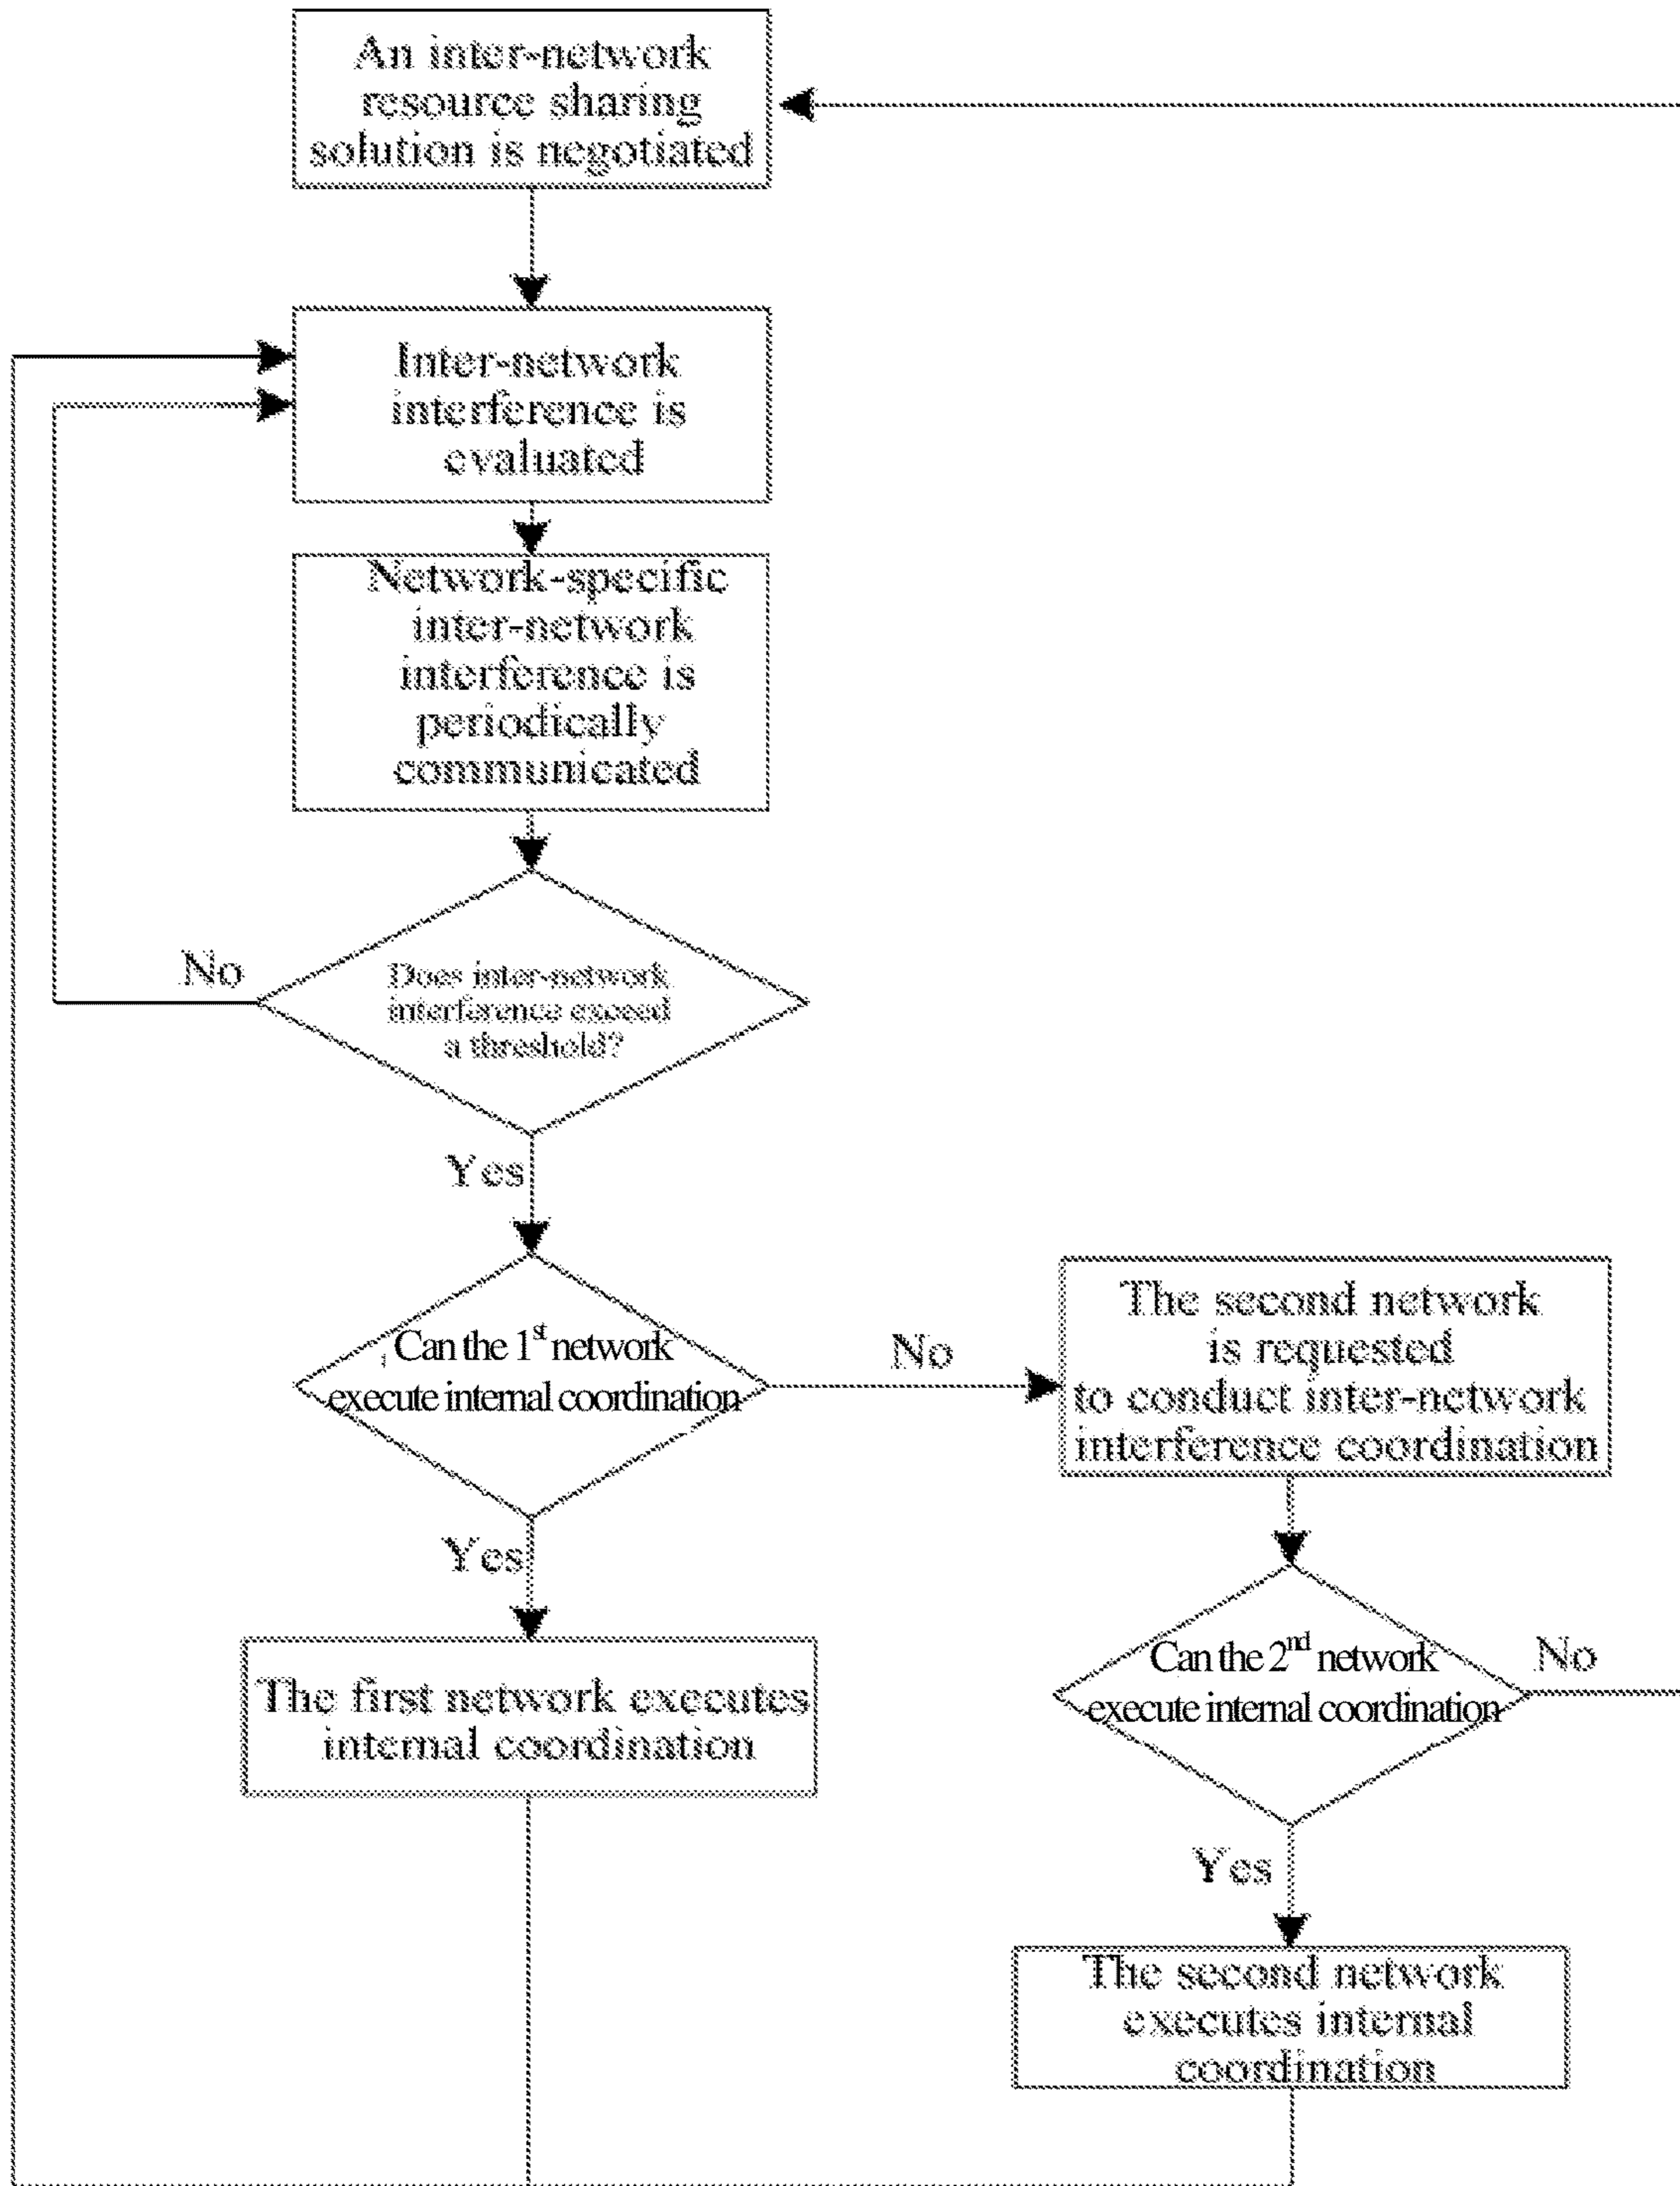 An inter-network
resource sharing
solution is negotiated
Inter-network
interference is
evaluated
Network-specific
inter-network
interference is
periodically
communicated
No
Does inter-network
interference exceed
a threshold?
Yes
Can the 1st network
execute internal coordination
No
The second network
is requested
to conduct inter-network
interference coordination
Yes
The first network executes
internal coordination
Can the 2nd network
execute internal coordination
No
Yes
The second network
executes internal
coordination